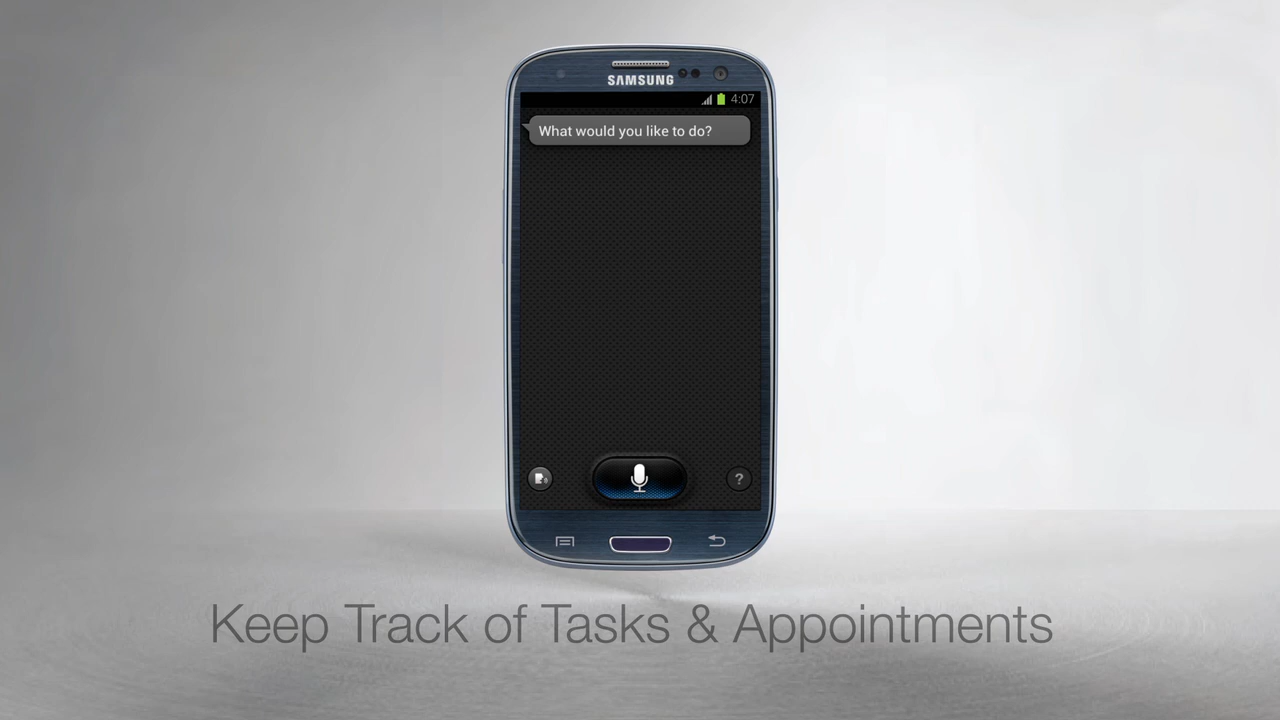 SAMSUNG
4:07
What would you like to do?
?
Keep Track of Tasks & Appointments